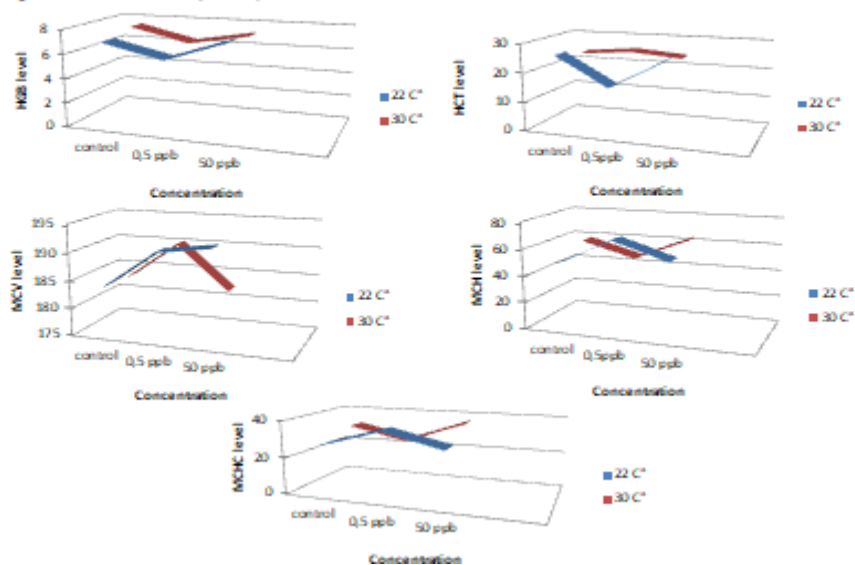 8
6
4
2
0
HGB level
control 0,5 ppb 50 ppb
Concentration
22 C°
30 C°
30
20
10
0
HCT level
control 0,5ppb 50 ppb
Concentration
22 C°
30 C°
195
190
185
180
175
MCV level
control 0,5 ppb 50 ppb
Concentration
22 C°
30 C°
80
60
40
20
0
MCH level
control 0,5ppb 50 ppb
Concentration
22 C°
30 C°
40
20
0
MCHC level
control 0,5 ppb 50 ppb
Concentration
22 C°
30 C°